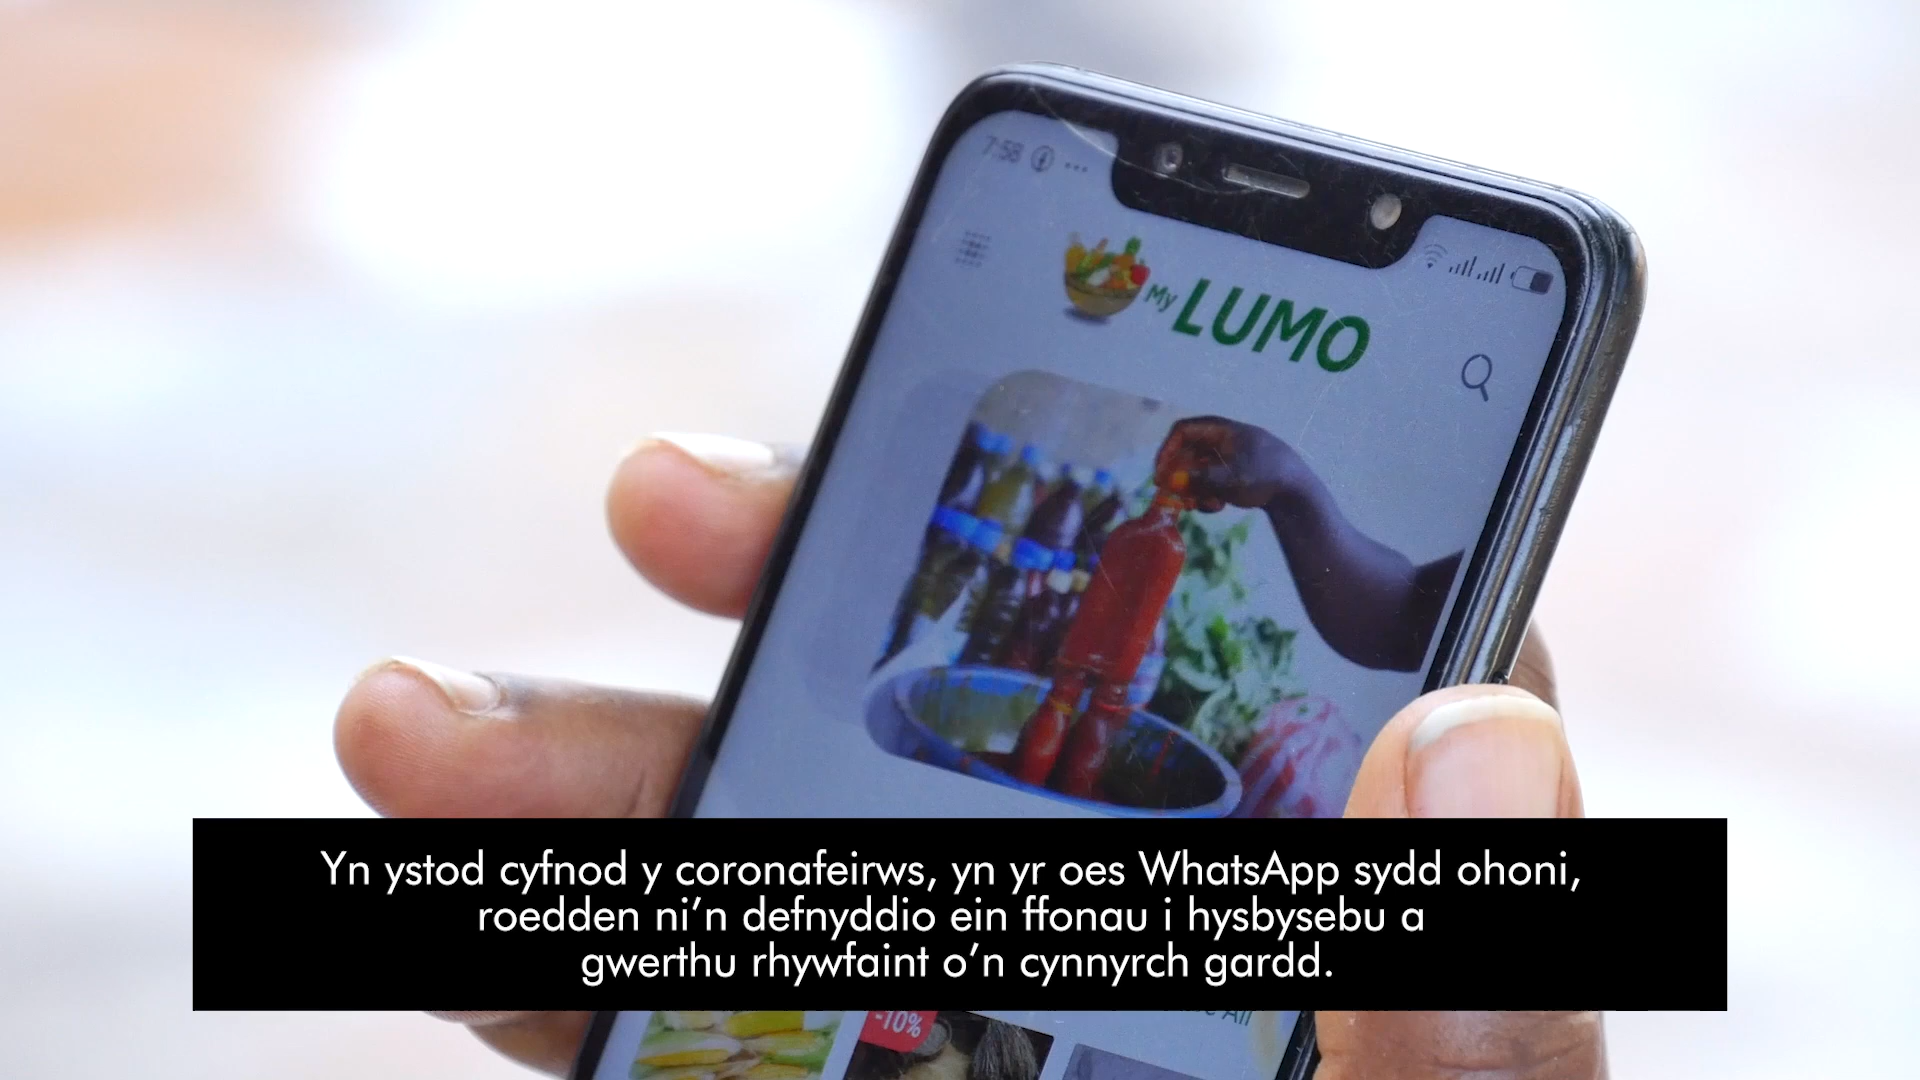 7:58
My LUMO
Yn ystod cyfnod y coronafeirws, yn yr oes WhatsApp sydd ohoni,
roedden ni’n defnyddio ein ffonau i hysbysebu a
gwerthu rhywfaint o’n cynnyrch gardd.
-10%
All